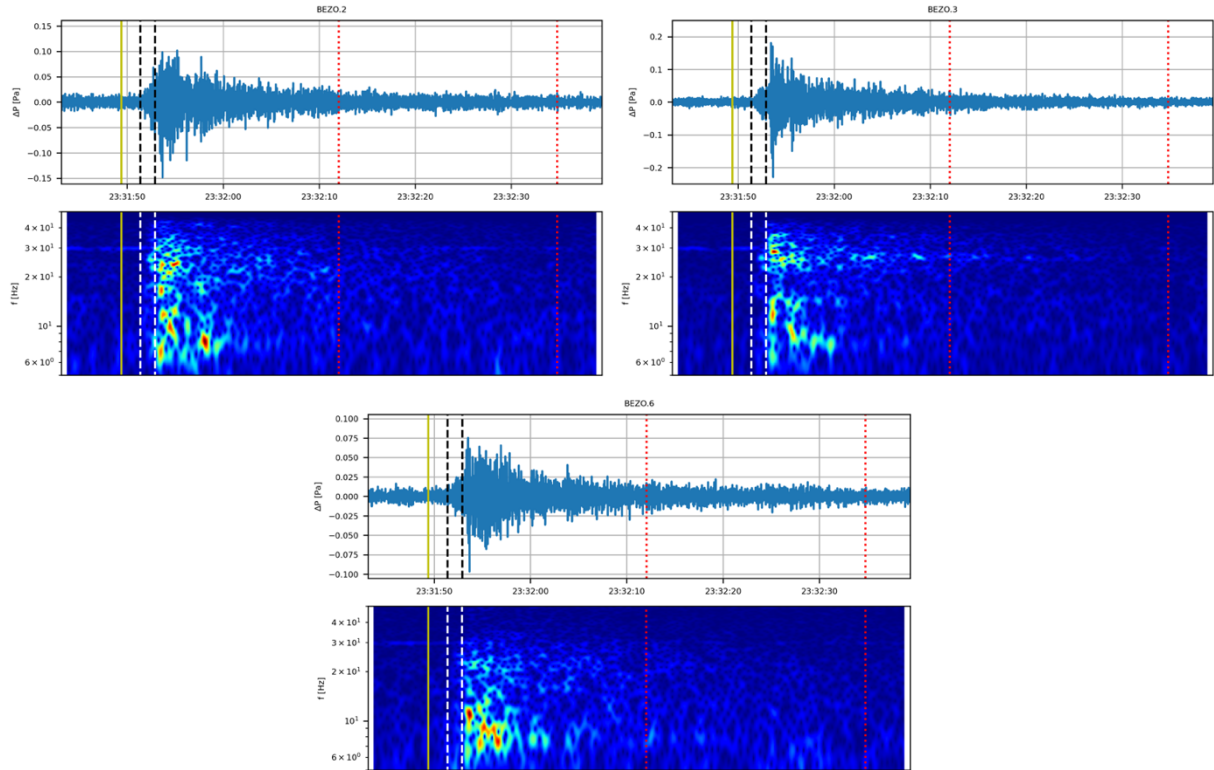 BEZO.2
ΔP [Pa]
0.15
0.10
0.05
0.00
−0.05
−0.10
−0.15
23:31:50 23:32:00 23:32:10 23:32:20 23:32:30
f [Hz]
4 × 10¹
3 × 10¹
2 × 10¹
10¹
6 × 10⁰
BEZO.3
ΔP [Pa]
0.2
0.1
0.0
−0.1
−0.2
23:31:50 23:32:00 23:32:10 23:32:20 23:32:30
f [Hz]
4 × 10¹
3 × 10¹
2 × 10¹
10¹
6 × 10⁰
BEZO.6
ΔP [Pa]
0.100
0.075
0.050
0.025
0.000
−0.025
−0.050
−0.075
−0.100
23:31:50 23:32:00 23:32:10 23:32:20 23:32:30
f [Hz]
4 × 10¹
3 × 10¹
2 × 10¹
10¹
6 × 10⁰